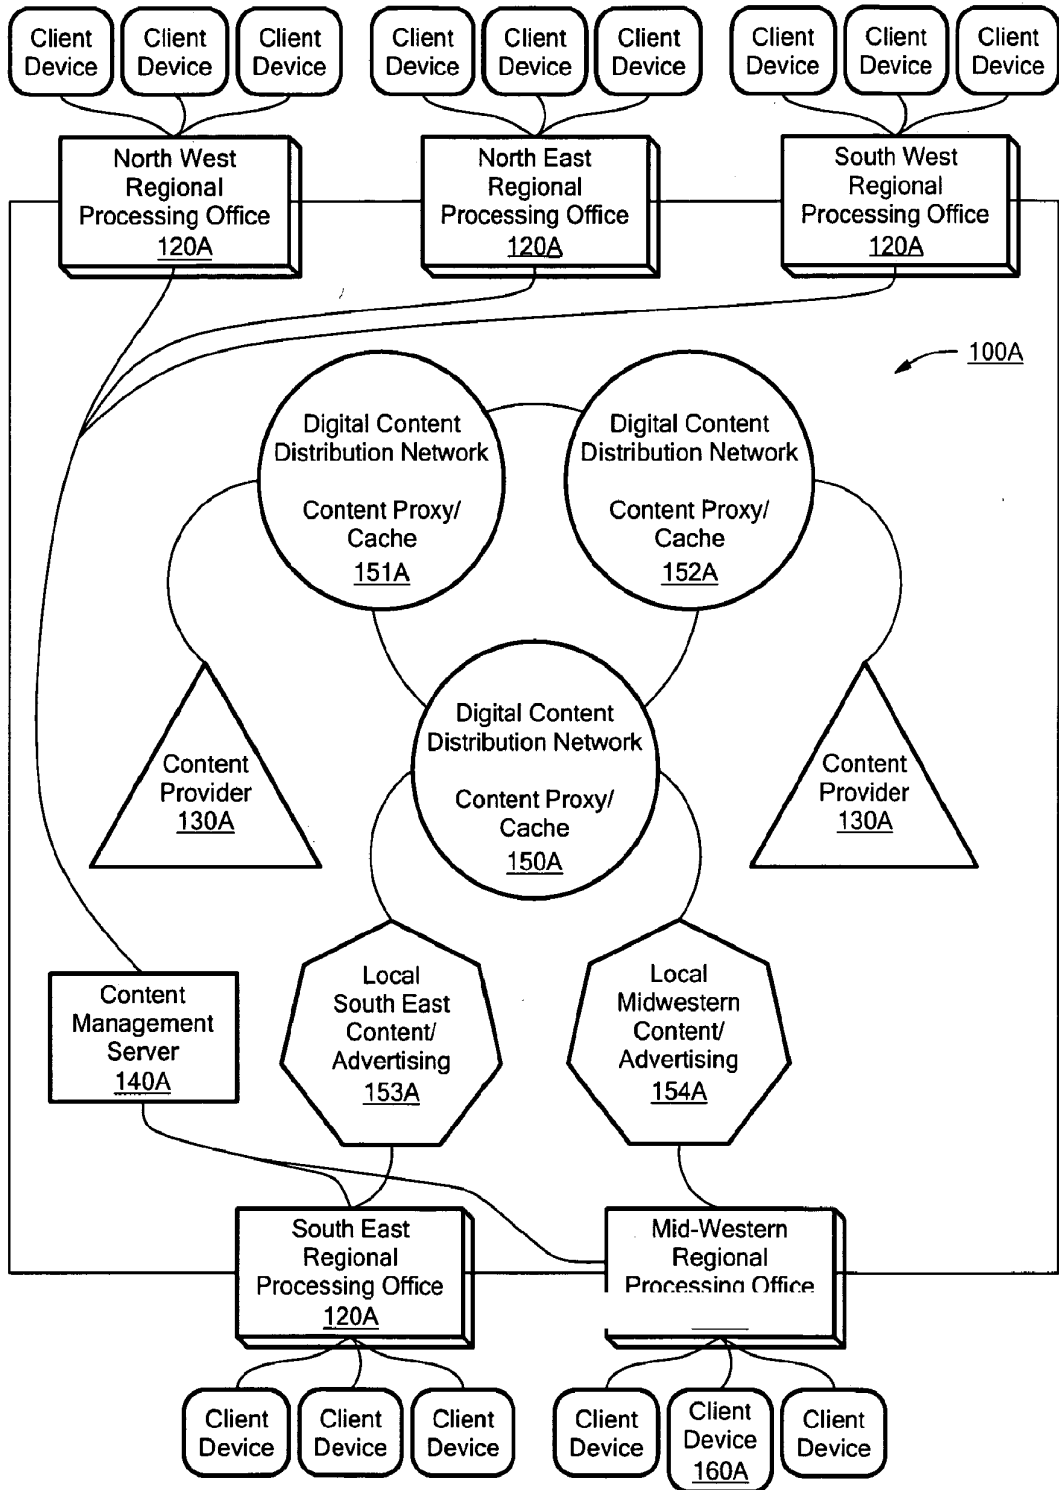 Client
Device
Client
Device
Client
Device
Client
Device
Client
Device
Client
Device
Client
Device
Client
Device
Client
Device
North West
Regional
Processing Office
120A
North East
Regional
Processing Office
120A
South West
Regional
Processing Office
120A
100A
Digital Content
Distribution Network
Content Proxy/
Cache
151A
Digital Content
Distribution Network
Content Proxy/
Cache
152A
Digital Content
Distribution Network
Content Proxy/
Cache
150A
Content
Provider
130A
Content
Provider
130A
Content
Management
Server
140A
Local
South East
Content/
Advertising
153A
Local
Midwestern
Content/
Advertising
154A
South East
Regional
Processing Office
120A
Mid-Western
Regional
Processing Office
Client
Device
Client
Device
Client
Device
Client
Device
Client
Device
160A
Client
Device